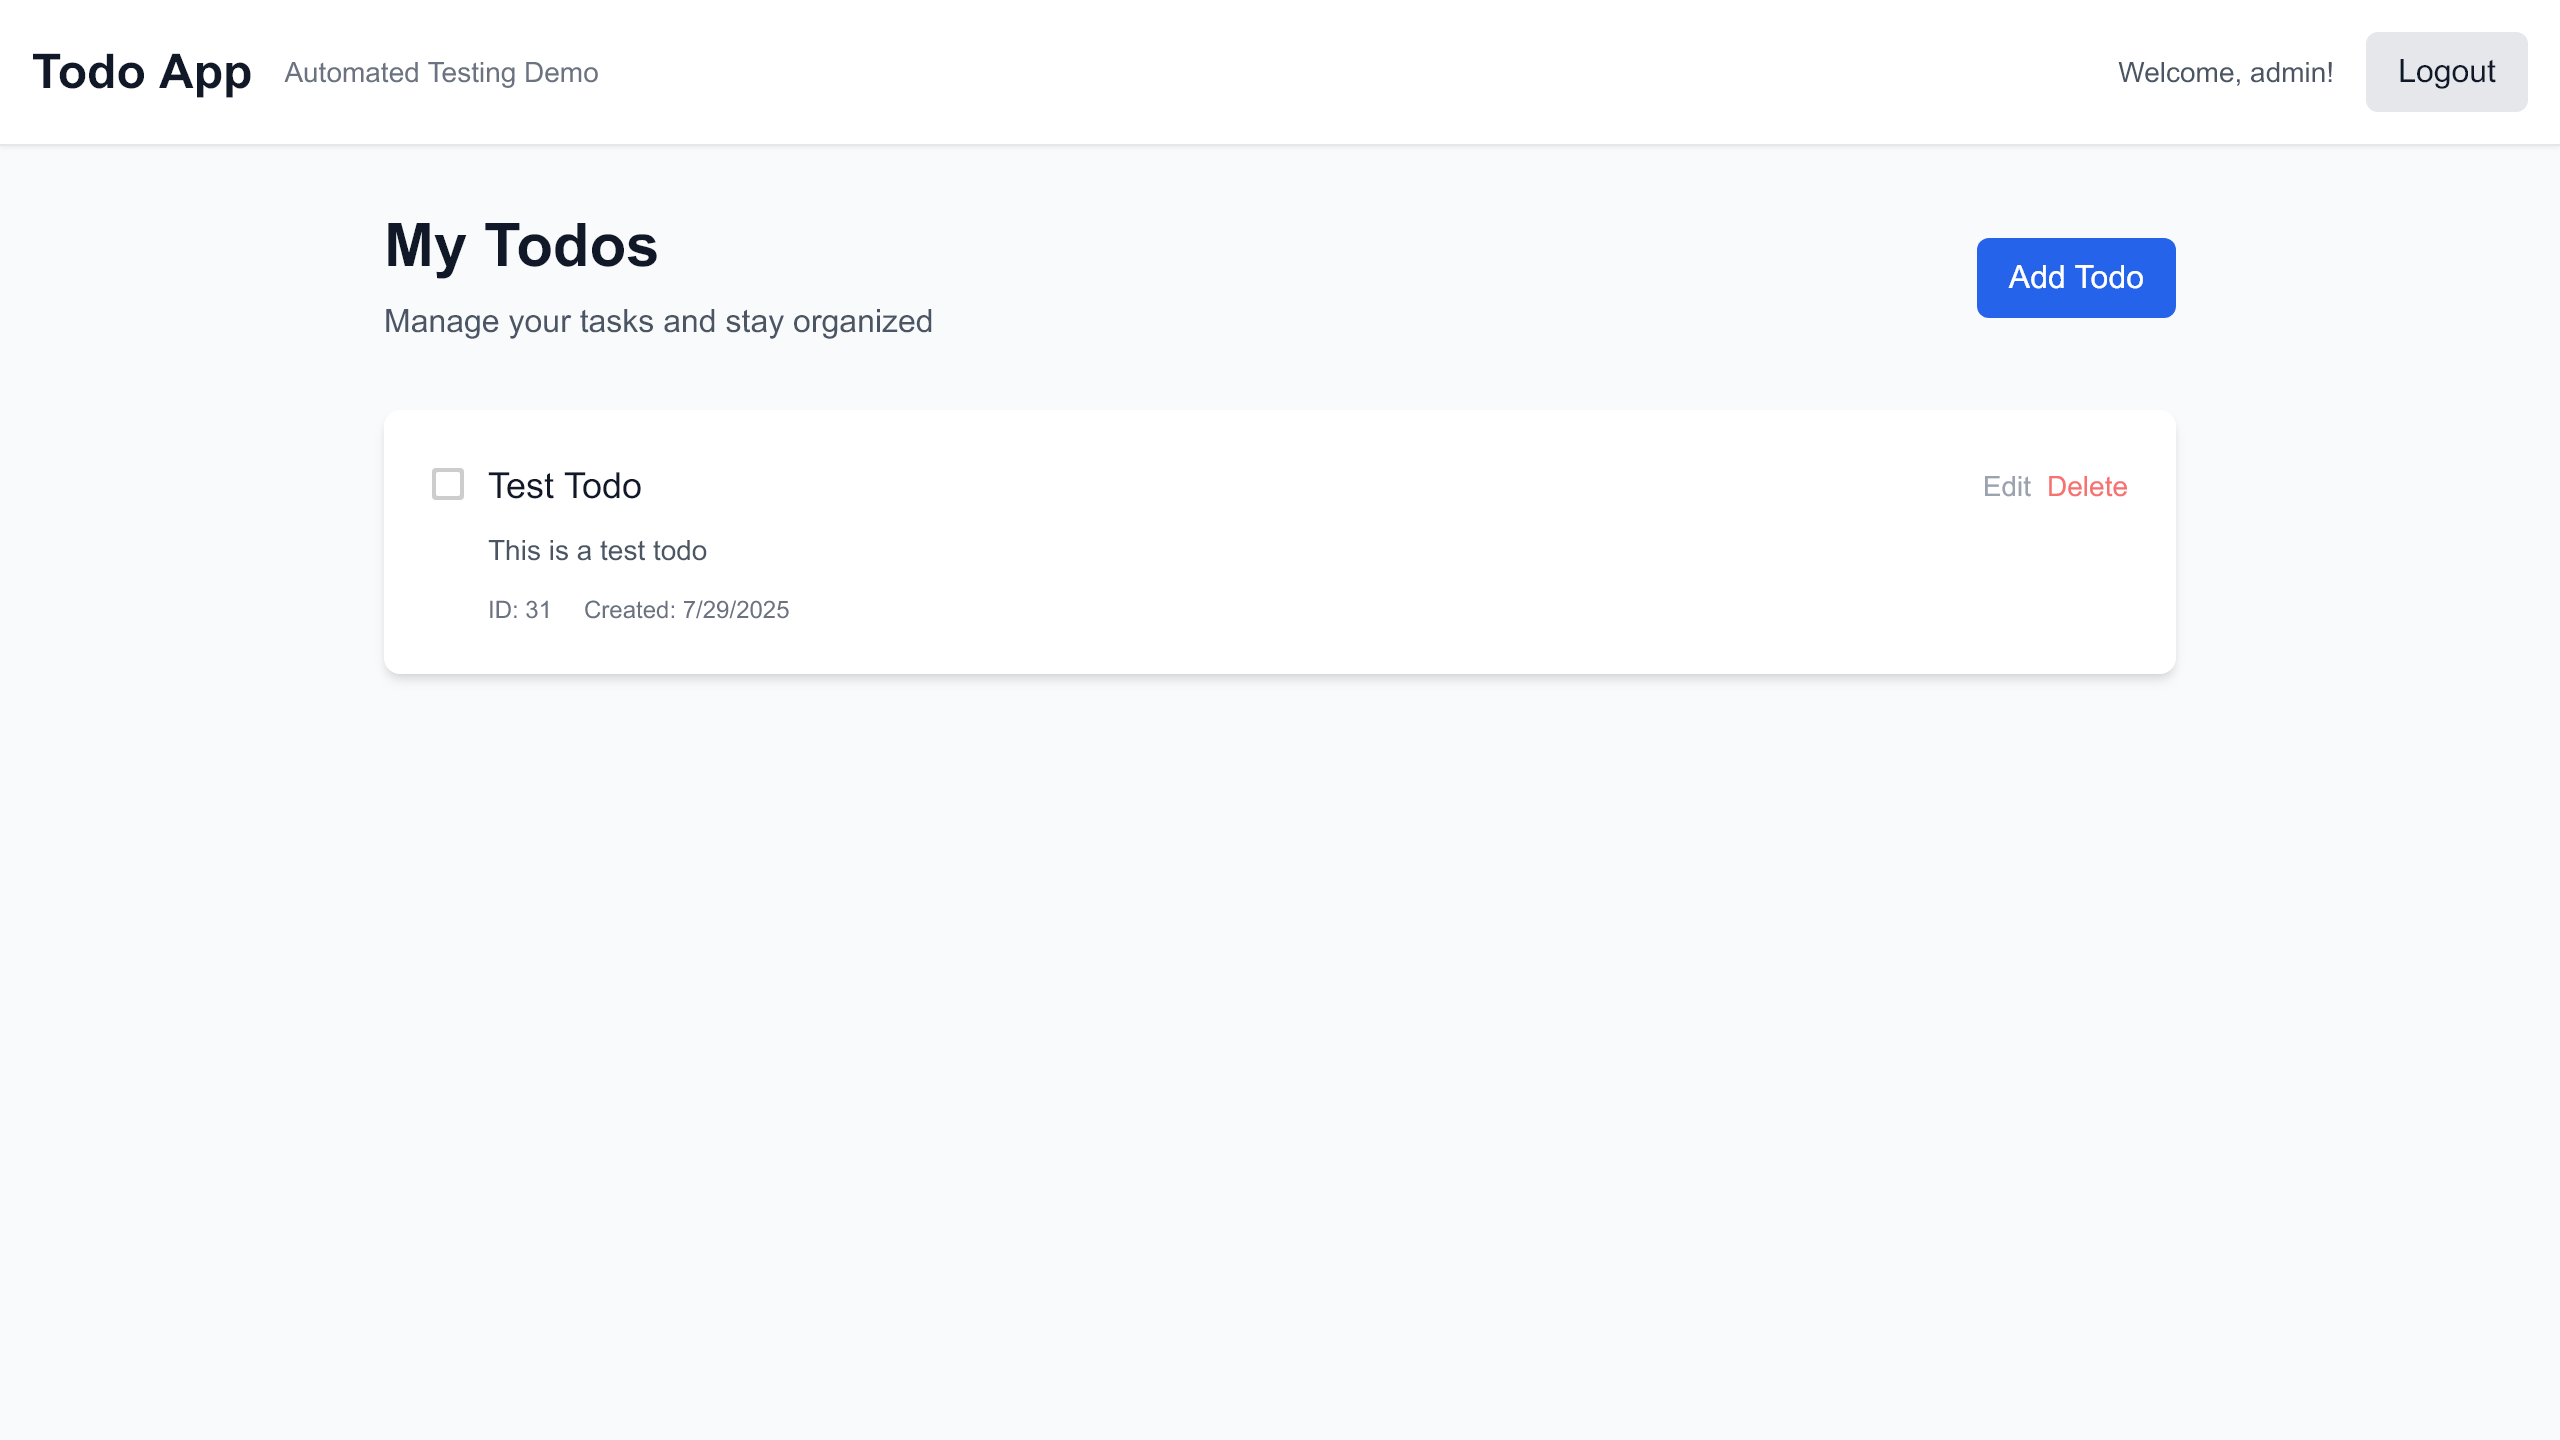 Todo App Automated Testing Demo Welcome, admin! Logout
My Todos
Add Todo
Manage your tasks and stay organized
Test Todo Edit Delete
This is a test todo
ID: 31 Created: 7/29/2025